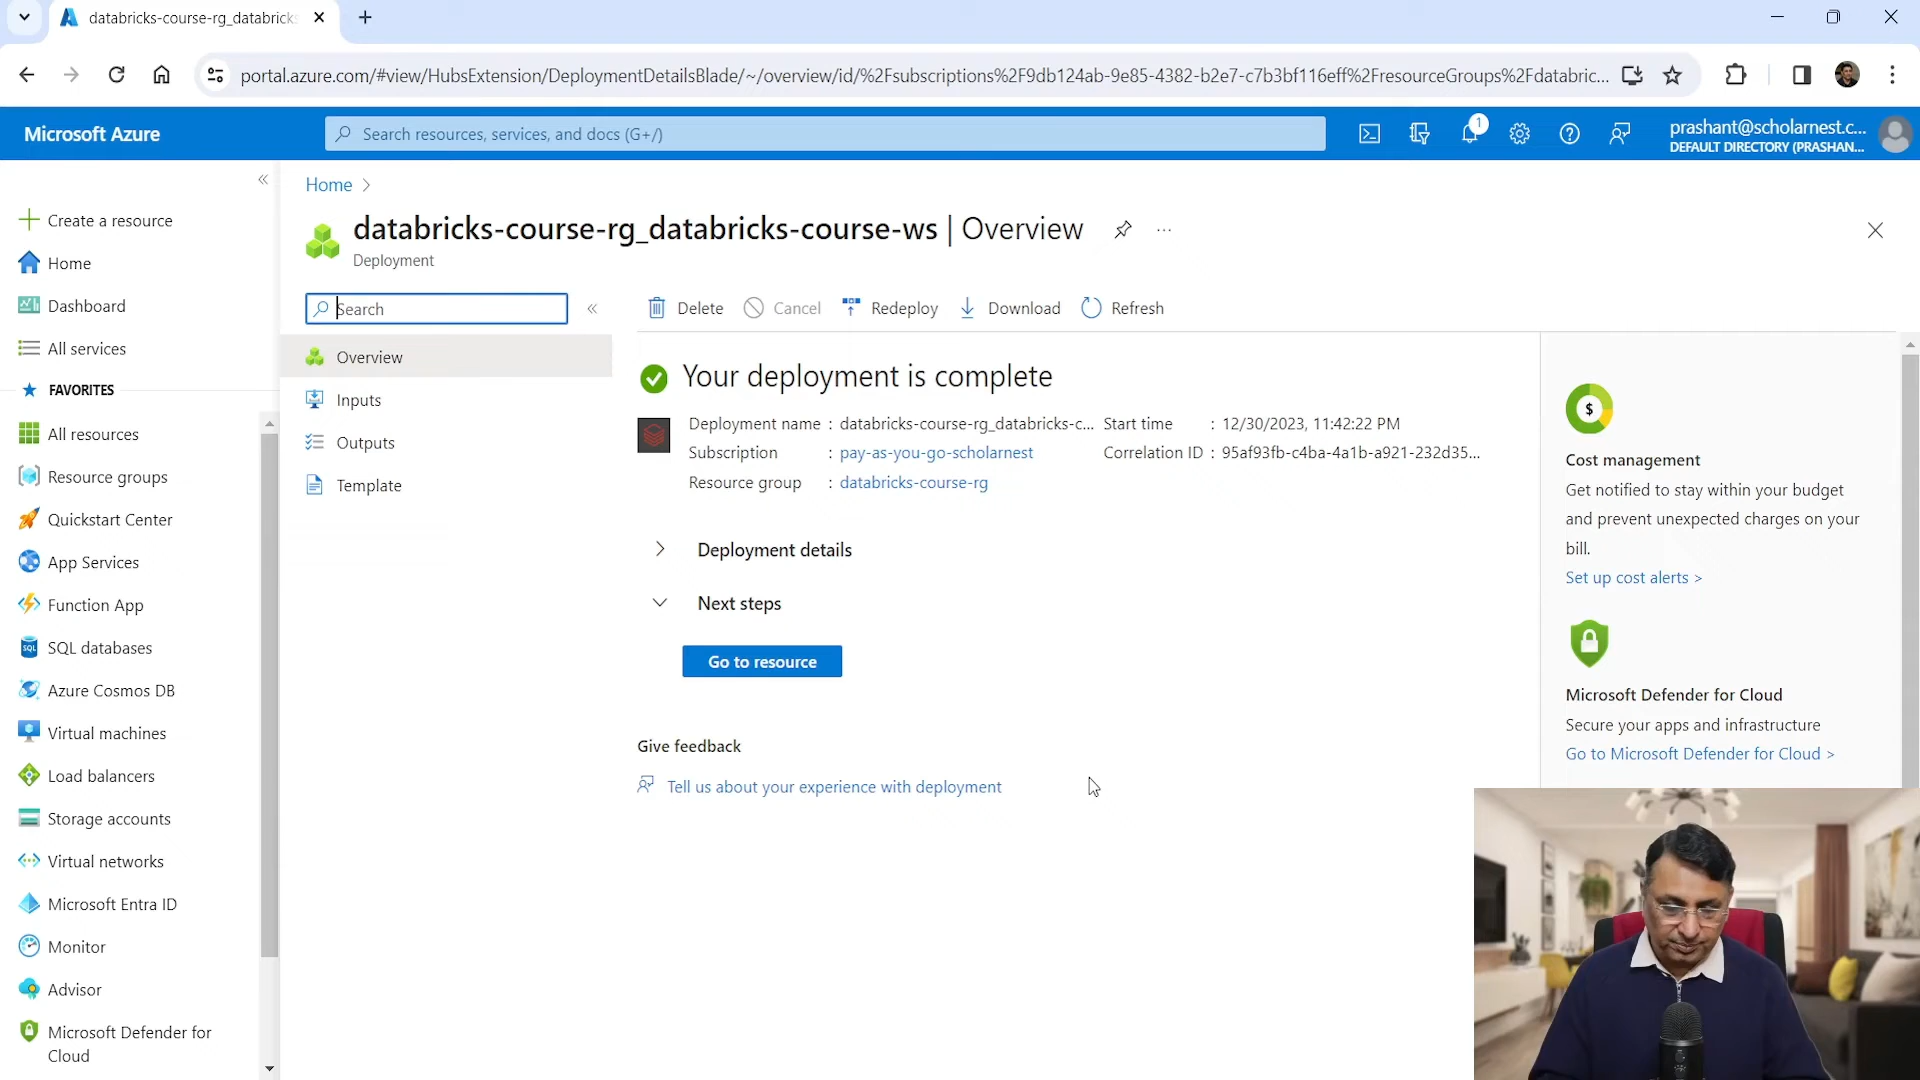 databricks-course-rg_databricks
portal.azure.com/#view/HubsExtension/DeploymentDetailsBlade/~/overview/id/%2Fsubscriptions%2F9db124ab-9e85-4382-b2e7-c7b3bf116eff%2FresourceGroups%2Fdatabric...
Microsoft Azure
Search resources, services, and docs (G+/)
1
prashant@scholarnest.c...
DEFAULT DIRECTORY (PRASHAN...
Create a resource
Home
Dashboard
All services
FAVORITES
All resources
Resource groups
Quickstart Center
App Services
Function App
SQL databases
Azure Cosmos DB
Virtual machines
Load balancers
Storage accounts
Virtual networks
Microsoft Entra ID
Monitor
Advisor
Microsoft Defender for
Cloud
Home >
databricks-course-rg_databricks-course-ws | Overview
Deployment
Search
Overview
Inputs
Outputs
Template
Delete Cancel Redeploy Download Refresh
Your deployment is complete
Deployment name : databricks-course-rg_databricks-c... Start time : 12/30/2023, 11:42:22 PM
Subscription : pay-as-you-go-scholarnest Correlation ID : 95af93fb-c4ba-4a1b-a921-232d35...
Resource group : databricks-course-rg
Deployment details
Next steps
Go to resource
Give feedback
Tell us about your experience with deployment
Cost management
Get notified to stay within your budget
and prevent unexpected charges on your
bill.
Set up cost alerts >
Microsoft Defender for Cloud
Secure your apps and infrastructure
Go to Microsoft Defender for Cloud >